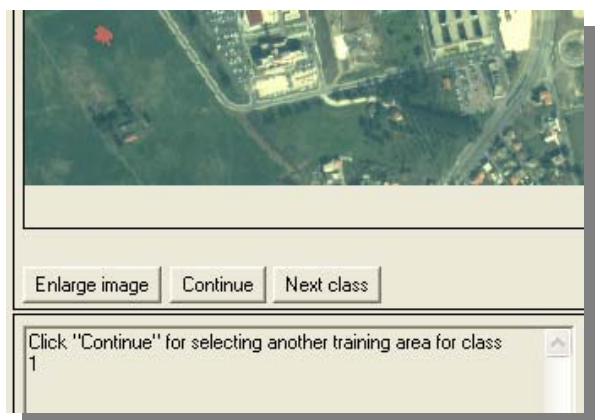 Enlarge image Continue Next class
Click "Continue" for selecting another training area for class
1